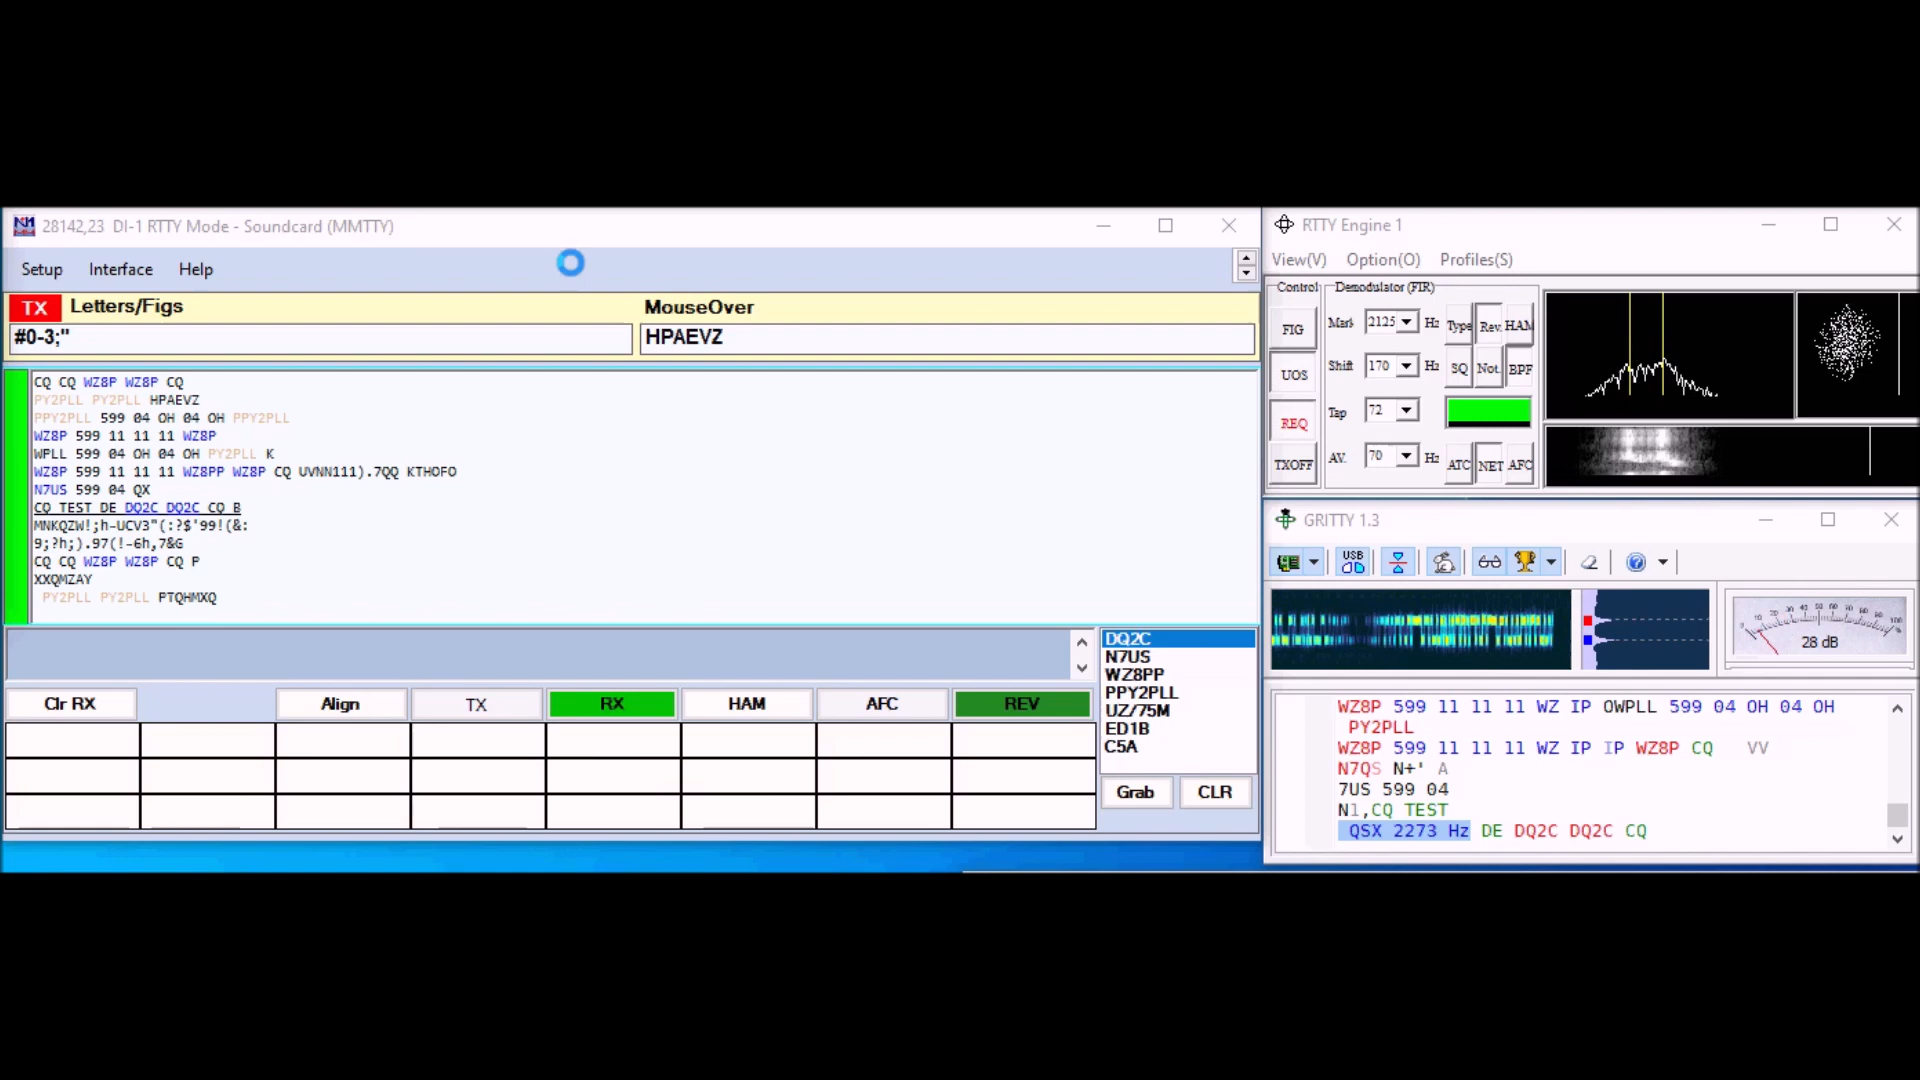 28142,23 DI-1 RTTY Mode - Soundcard (MMTTY)
Setup Interface Help
TX Letters/Figs MouseOver
#0-3;" HPAEVZ
CQ CQ WZ8P WZ8P CQ
PY2PLL PY2PLL HPAEVZ
PPY2PLL 599 04 OH 04 OH PPY2PLL
WZ8P 599 11 11 11 WZ8P
WPLL 599 04 OH 04 OH PY2PLL K
WZ8P 599 11 11 11 WZ8PP WZ8P CQ UVNN111).7QQ KTHOFO
N7US 599 04 QX
CQ TEST DE DQ2C DQ2C CQ B
MNKQZW!;h-UCV3"(:?$'99!(&:
9;?h;).97(!-6h,7&G
CQ CQ WZ8P WZ8P CQ P
XXQMZAY
PY2PLL PY2PLL PTQHMXQ
DQ2C
N7US
WZ8PP
PPY2PLL
UZ/75M
ED1B
C5A
Clr RX Align TX RX HAM AFC REV
Grab CLR
RTTY Engine 1
View(V) Option(O) Profiles(S)
Control Demodulator (FIR)
FIG Mark 2125 Hz Type Rev. HAM
UOS Shift 170 Hz SQ Not. BPF
REQ Tap 72
TXOFF AV. 70 Hz ATC NET AFC
GRITTY 1.3
USB
28 dB
WZ8P 599 11 11 11 WZ IP OWPLL 599 04 OH 04 OH
PY2PLL
WZ8P 599 11 11 11 WZ IP IP WZ8P CQ VV
N7QS N+' A
7US 599 04
N1,CQ TEST
QSX 2273 Hz DE DQ2C DQ2C CQ